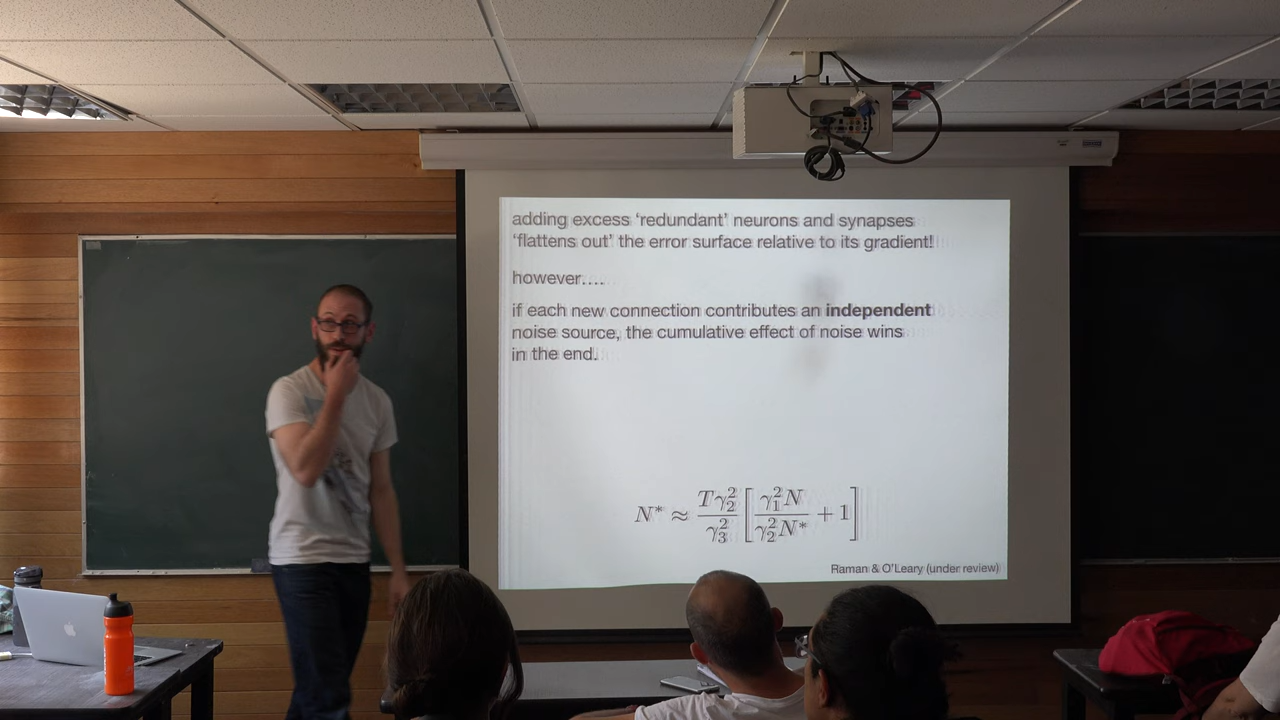 adding excess ‘redundant’ neurons and synapses
‘flattens out’ the error surface relative to its gradient!
however....
if each new connection contributes an independent
noise source, the cumulative effect of noise wins
in the end.
N* ≈ Tγ₂²/γ₃² [γ₁²N/γ₂²N* + 1]
Raman & O'Leary (under review)